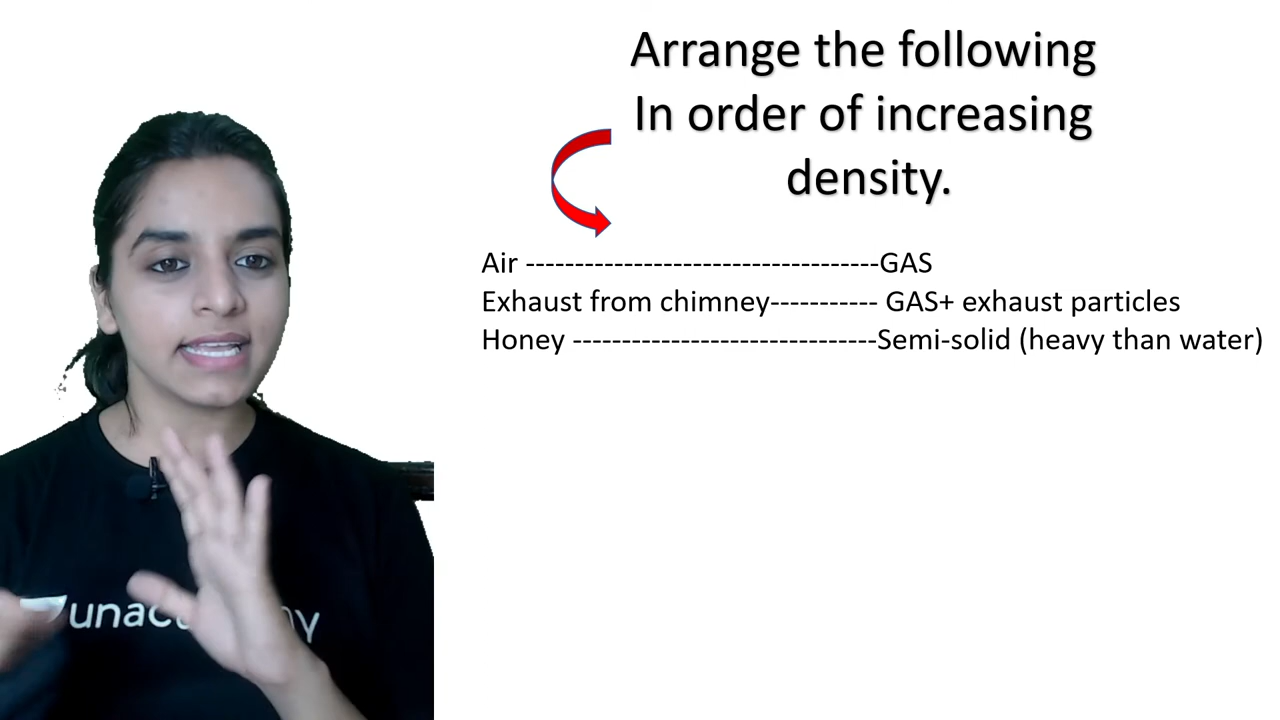 Arrange the following
In order of increasing
density.
Air ------------------------------------GAS
Exhaust from chimney----------- GAS+ exhaust particles
Honey -------------------------------Semi-solid (heavy than water)